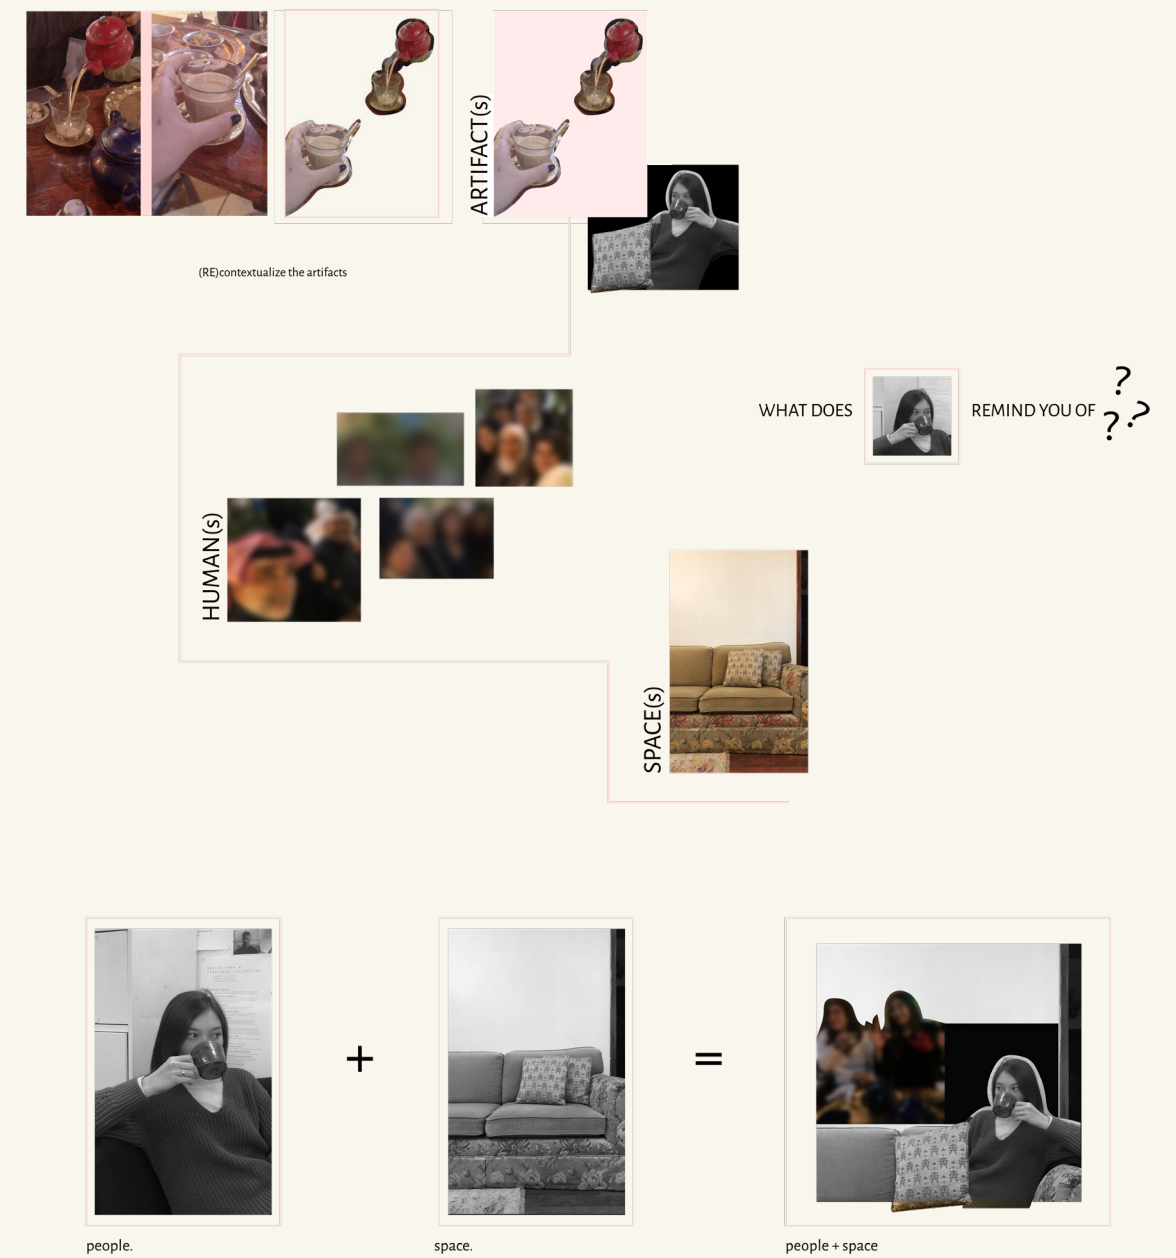 ARTIFACT(s)
(RE)contextualize the artifacts
WHAT DOES
REMIND YOU OF
?
?
?
HUMAN(s)
SPACE(s)
+
=
people.
space.
people + space